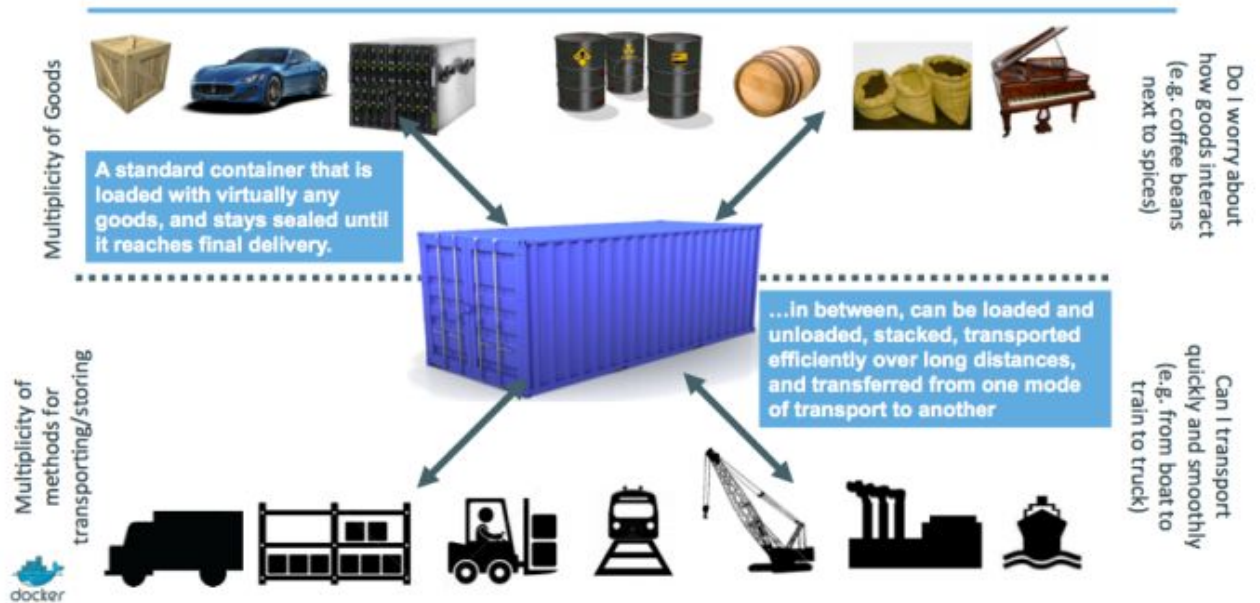 Multiplicity of Goods
A standard container that is
loaded with virtually any
goods, and stays sealed until
it reaches final delivery.
Do I worry about
how goods interact
(e.g. coffee beans
next to spices)
Multiplicity of
methods for
transporting/storing
...in between, can be loaded and
unloaded, stacked, transported
efficiently over long distances,
and transferred from one mode
of transport to another
Can I transport
quickly and smoothly
(e.g. from boat to
train to truck)
docker